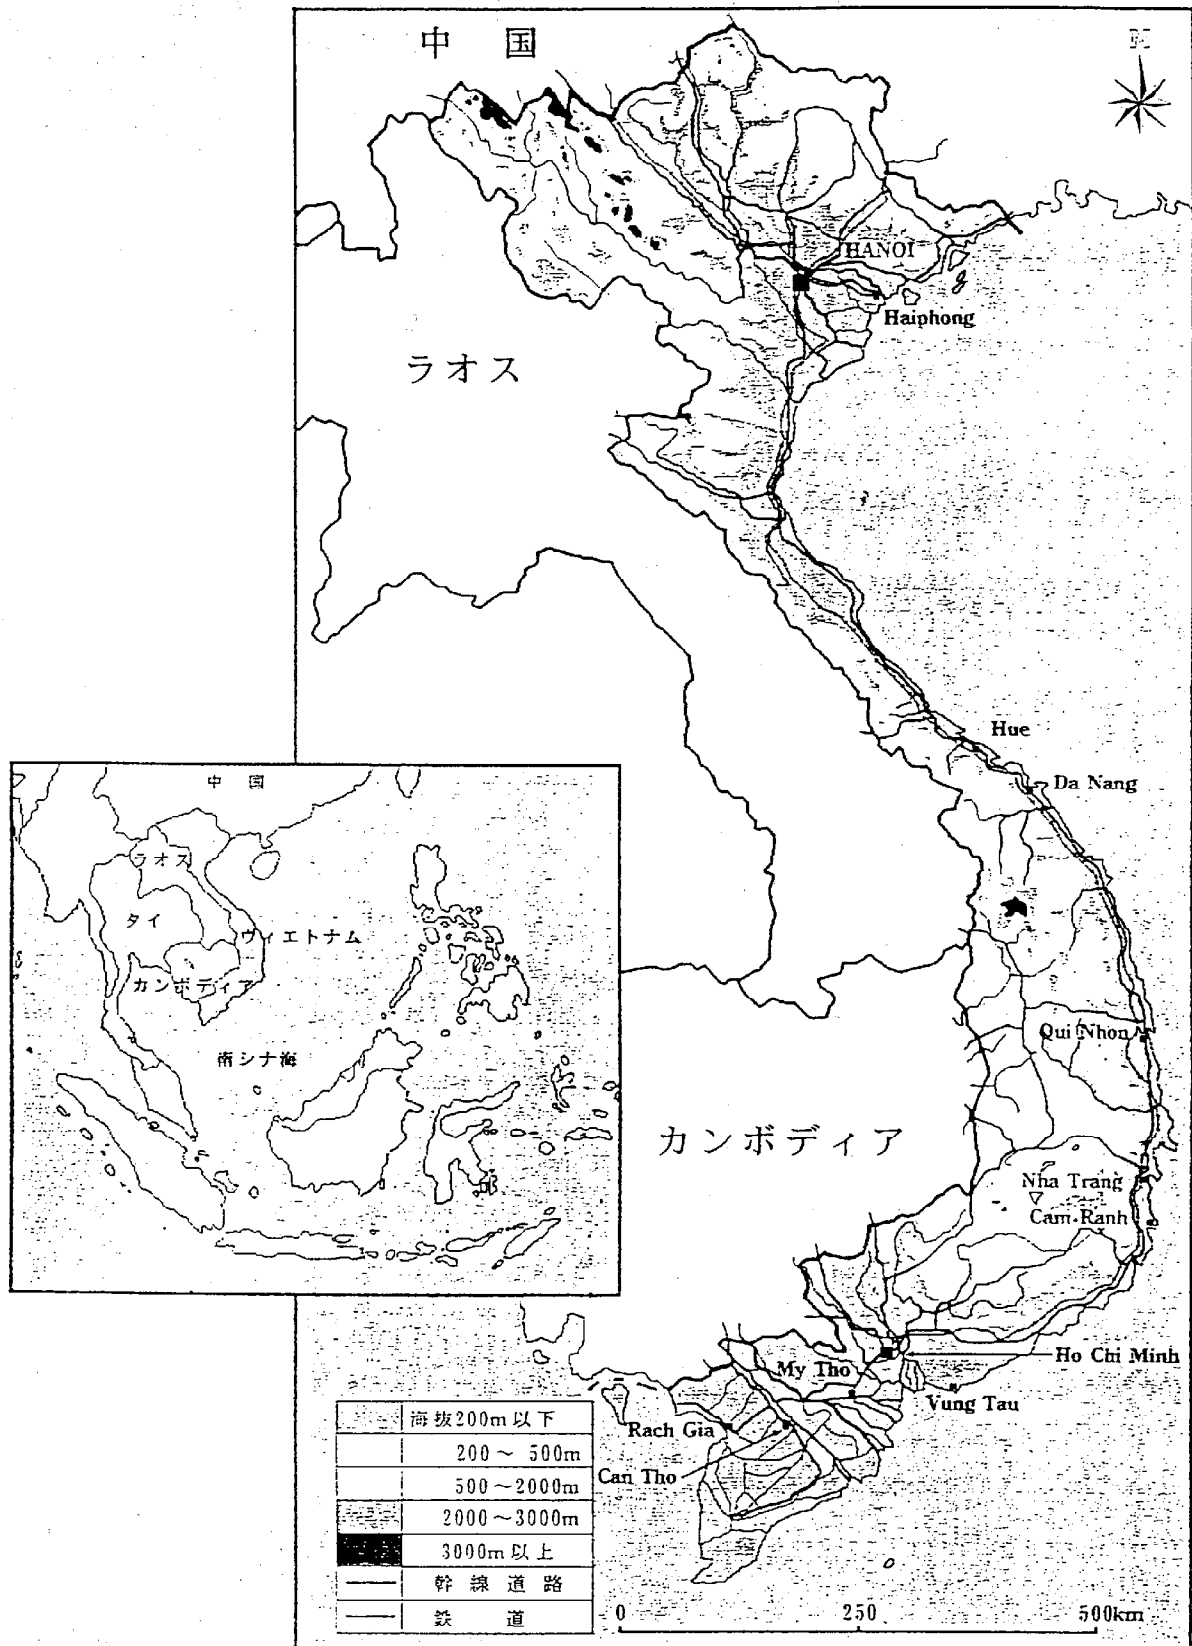 中 国
N
HANOI
Haiphong
ラオス
Hue
Da Nang
中 国
ラオス
タイ
ヴィエトナム
カンボディア
南シナ海
Qui Nhon
カンボディア
Nha Trang
Cam Ranh
Ho Chi Minh
My Tho
Vung Tau
Rach Gia
Can Tho
海抜200m以下
200～500m
500～2000m
2000～3000m
3000m以上
幹線道路
鉄道
0 250 500km